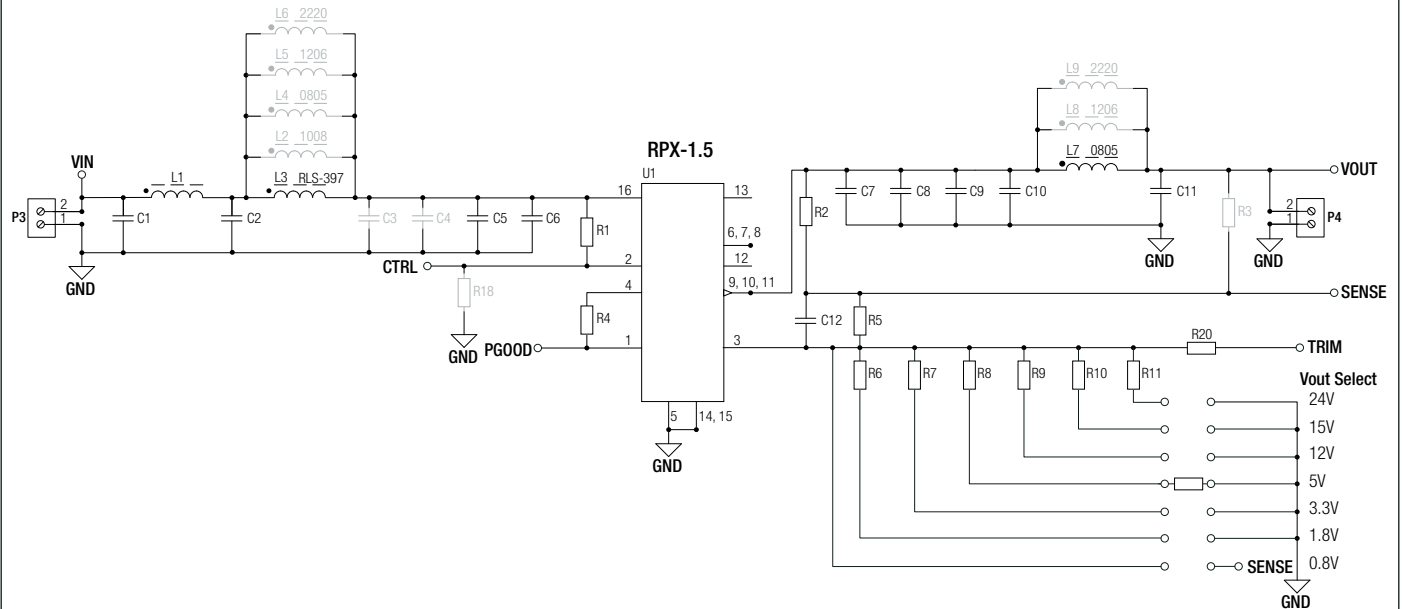 L6 2220
L5 1206
L4 0805
L2 1008
L3 RLS-397
L1
VIN
P3
2
1
GND
C1
C2
C3
C4
C5
C6
R1
CTRL
R18
GND
R4
PGOOD
RPX-1.5
U1
16
2
4
1
13
6, 7, 8
12
9, 10, 11
3
5
14, 15
GND
L9 2220
L8 1206
L7 0805
R2
C7
C8
C9
C10
C11
GND
R3
VOUT
2
1
P4
GND
SENSE
C12
R5
R20
TRIM
R6
R7
R8
R9
R10
R11
Vout Select
24V
15V
12V
5V
3.3V
1.8V
SENSE 0.8V
GND